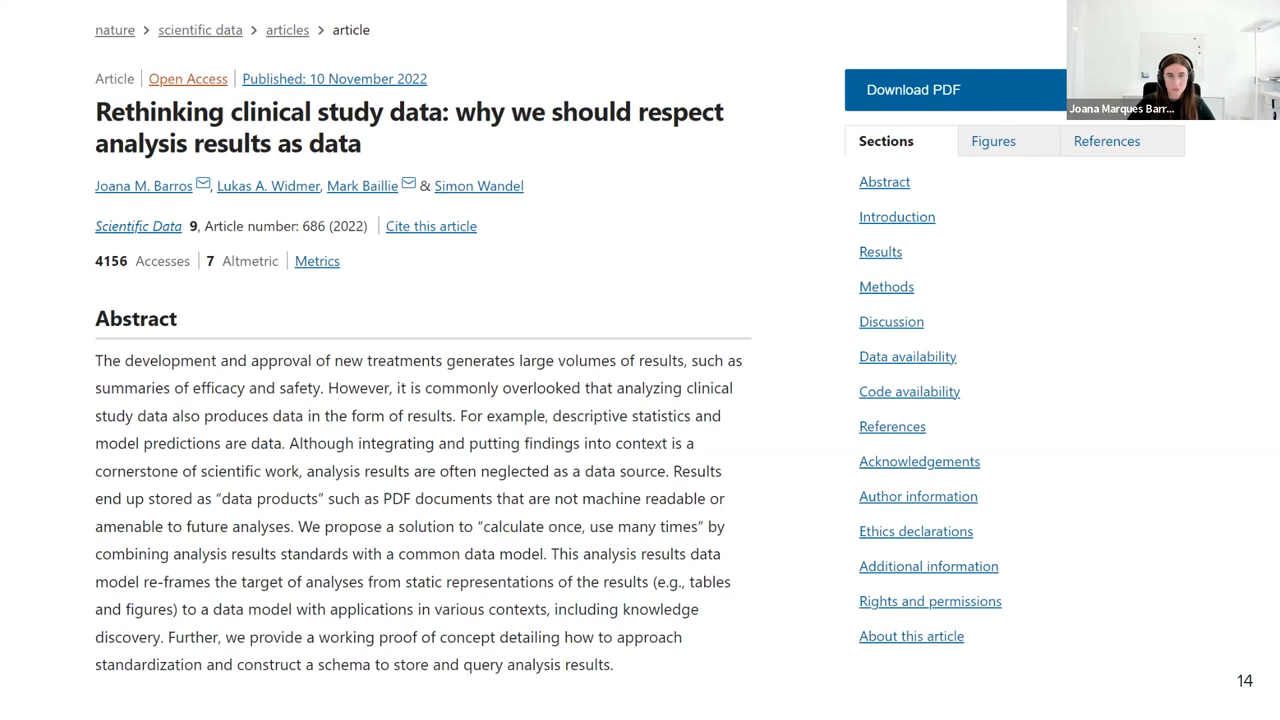 nature > scientific data > articles > article
Article | Open Access | Published: 10 November 2022
Rethinking clinical study data: why we should respect
analysis results as data
Joana M. Barros, Lukas A. Widmer, Mark Baillie & Simon Wandel
Scientific Data 9, Article number: 686 (2022) | Cite this article
4156 Accesses | 7 Altmetric | Metrics
Abstract
The development and approval of new treatments generates large volumes of results, such as
summaries of efficacy and safety. However, it is commonly overlooked that analyzing clinical
study data also produces data in the form of results. For example, descriptive statistics and
model predictions are data. Although integrating and putting findings into context is a
cornerstone of scientific work, analysis results are often neglected as a data source. Results
end up stored as “data products” such as PDF documents that are not machine readable or
amenable to future analyses. We propose a solution to “calculate once, use many times” by
combining analysis results standards with a common data model. This analysis results data
model re-frames the target of analyses from static representations of the results (e.g., tables
and figures) to a data model with applications in various contexts, including knowledge
discovery. Further, we provide a working proof of concept detailing how to approach
standardization and construct a schema to store and query analysis results.
Download PDF
Joana Marques Barr...
Sections
Figures
References
Abstract
Introduction
Results
Methods
Discussion
Data availability
Code availability
References
Acknowledgements
Author information
Ethics declarations
Additional information
Rights and permissions
About this article
14